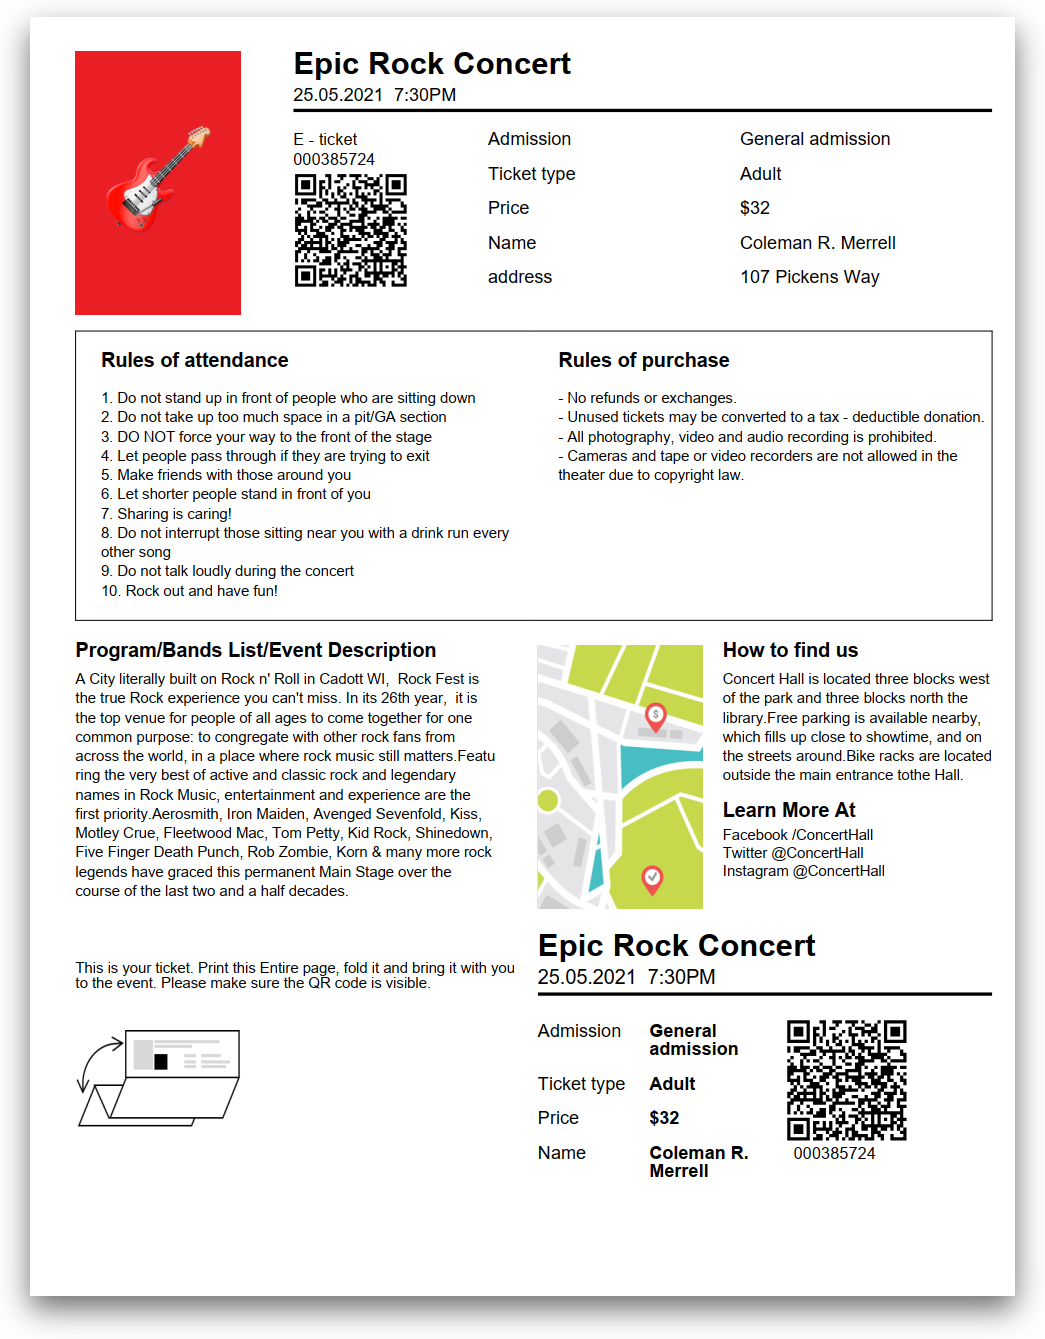 Epic Rock Concert
25.05.2021  7:30PM
E - ticket
000385724
Admission
General admission
Ticket type
Adult
Price
$32
Name
Coleman R. Merrell
address
107 Pickens Way
Rules of attendance
1. Do not stand up in front of people who are sitting down
2. Do not take up too much space in a pit/GA section
3. DO NOT force your way to the front of the stage
4. Let people pass through if they are trying to exit
5. Make friends with those around you
6. Let shorter people stand in front of you
7. Sharing is caring!
8. Do not interrupt those sitting near you with a drink run every
other song
9. Do not talk loudly during the concert
10. Rock out and have fun!
Rules of purchase
- No refunds or exchanges.
- Unused tickets may be converted to a tax - deductible donation.
- All photography, video and audio recording is prohibited.
- Cameras and tape or video recorders are not allowed in the
theater due to copyright law.
Program/Bands List/Event Description
A City literally built on Rock n' Roll in Cadott WI,  Rock Fest is
the true Rock experience you can't miss. In its 26th year,  it is
the top venue for people of all ages to come together for one
common purpose: to congregate with other rock fans from
across the world, in a place where rock music still matters.Featu
ring the very best of active and classic rock and legendary
names in Rock Music, entertainment and experience are the
first priority.Aerosmith, Iron Maiden, Avenged Sevenfold, Kiss,
Motley Crue, Fleetwood Mac, Tom Petty, Kid Rock, Shinedown,
Five Finger Death Punch, Rob Zombie, Korn & many more rock
legends have graced this permanent Main Stage over the
course of the last two and a half decades.
$
How to find us
Concert Hall is located three blocks west
of the park and three blocks north the
library.Free parking is available nearby,
which fills up close to showtime, and on
the streets around.Bike racks are located
outside the main entrance tothe Hall.
Learn More At
Facebook /ConcertHall
Twitter @ConcertHall
Instagram @ConcertHall
This is your ticket. Print this Entire page, fold it and bring it with you
to the event. Please make sure the QR code is visible.
Epic Rock Concert
25.05.2021  7:30PM
Admission
General
admission
Ticket type
Adult
Price
$32
Name
Coleman R.
Merrell
000385724